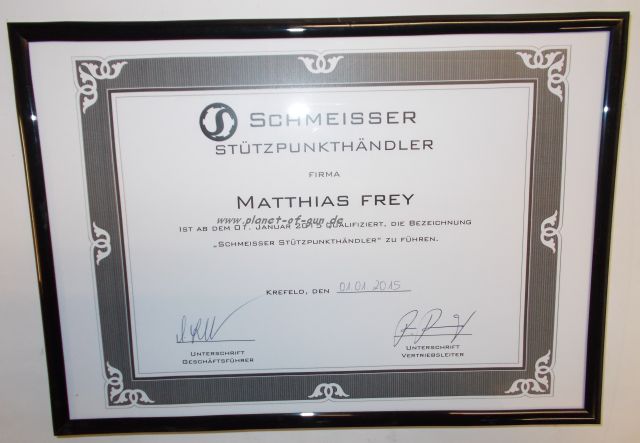 SCHMEISSER
STÜTZPUNKTHÄNDLER
FIRMA
MATTHIAS FREY
www.planet-of-gun.de
IST AB DEM 01. JANUAR 2015 QUALIFIZIERT, DIE BEZEICHNUNG
„SCHMEISSER STÜTZPUNKTHÄNDLER“ ZU FÜHREN.
KREFELD, DEN 01.01.2015
UNTERSCHRIFT
GESCHÄFTSFÜHRER
UNTERSCHRIFT
VERTRIEBSLEITER